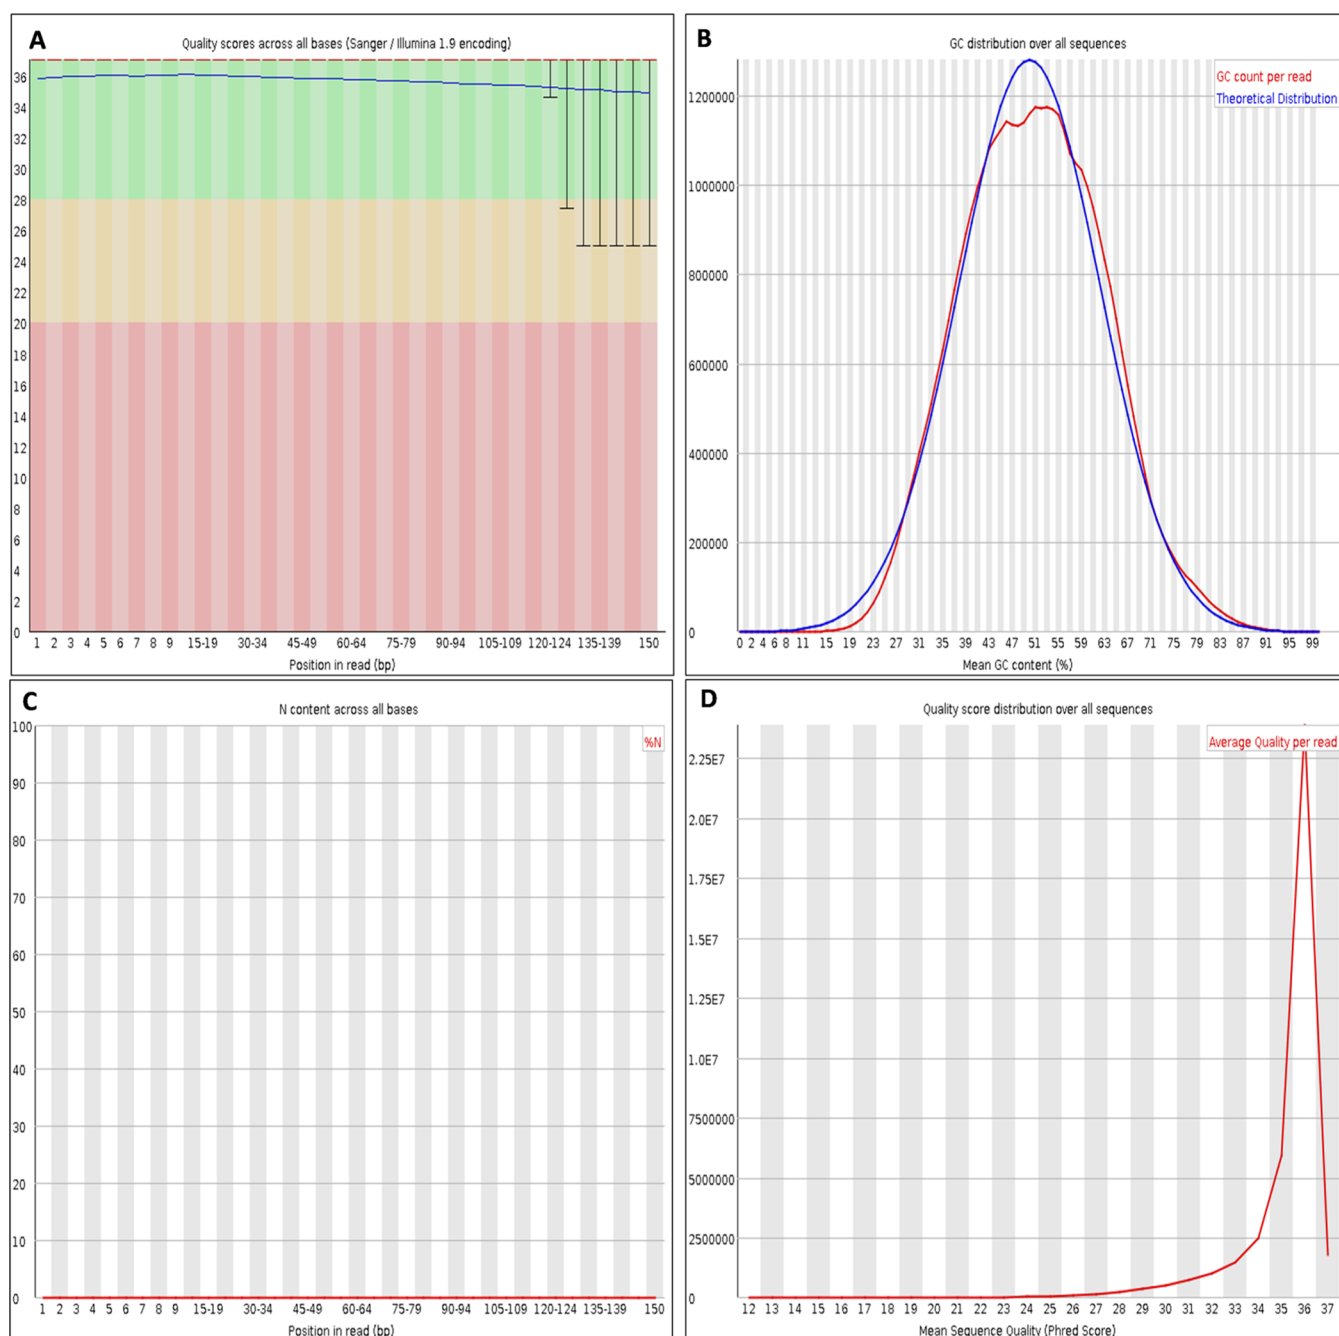 A
Quality scores across all bases (Sanger / Illumina 1.9 encoding)
36
34
32
30
28
26
24
22
20
18
16
14
12
10
8
6
4
2
0
1 2 3 4 5 6 7 8 9 15-19 30-34 45-49 60-64 75-79 90-94 105-109 120-124 135-139 150
Position in read (bp)
B
GC distribution over all sequences
GC count per read
Theoretical Distribution
1200000
1000000
800000
600000
400000
200000
0
0 2 4 6 8 11 15 19 23 27 31 35 39 43 47 51 55 59 63 67 71 75 79 83 87 91 95 99
Mean GC content (%)
C
N content across all bases
%N
100
90
80
70
60
50
40
30
20
10
0
1 2 3 4 5 6 7 8 9 15-19 30-34 45-49 60-64 75-79 90-94 105-109 120-124 135-139 150
Position in read (bp)
D
Quality score distribution over all sequences
Average Quality per read
2.25E7
2.0E7
1.75E7
1.5E7
1.25E7
1.0E7
7500000
5000000
2500000
0
12 13 14 15 16 17 18 19 20 21 22 23 24 25 26 27 28 29 30 31 32 33 34 35 36 37
Mean Sequence Quality (Phred Score)